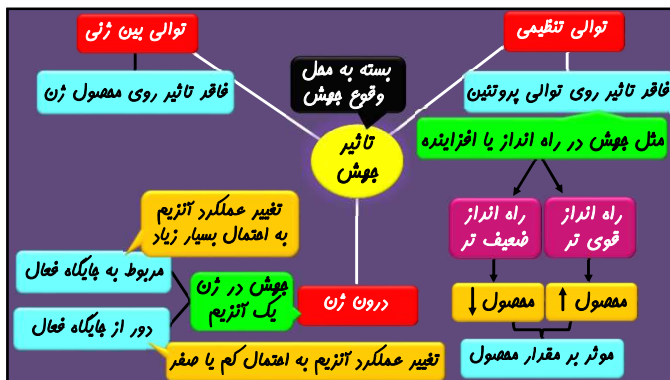 توالی تنظیمی
توالی بین ژنی
بسته به محل
وقوع جهش
فاقد تاثیر روی توالی پروتئین
فاقد تاثیر روی محصول ژن
مثل جهش در راه انداز یا افزاینده
تاثیر
جهش
راه انداز
قوی تر
راه انداز
ضعیف تر
محصول ↑
محصول ↓
موثر بر مقدار محصول
درون ژن
جهش در ژن
یک آنزیم
تغییر عملکرد آنزیم
به احتمال بسیار زیاد
مربوط به جایگاه فعال
دور از جایگاه فعال
تغییر عملکرد آنزیم به احتمال کم یا صفر